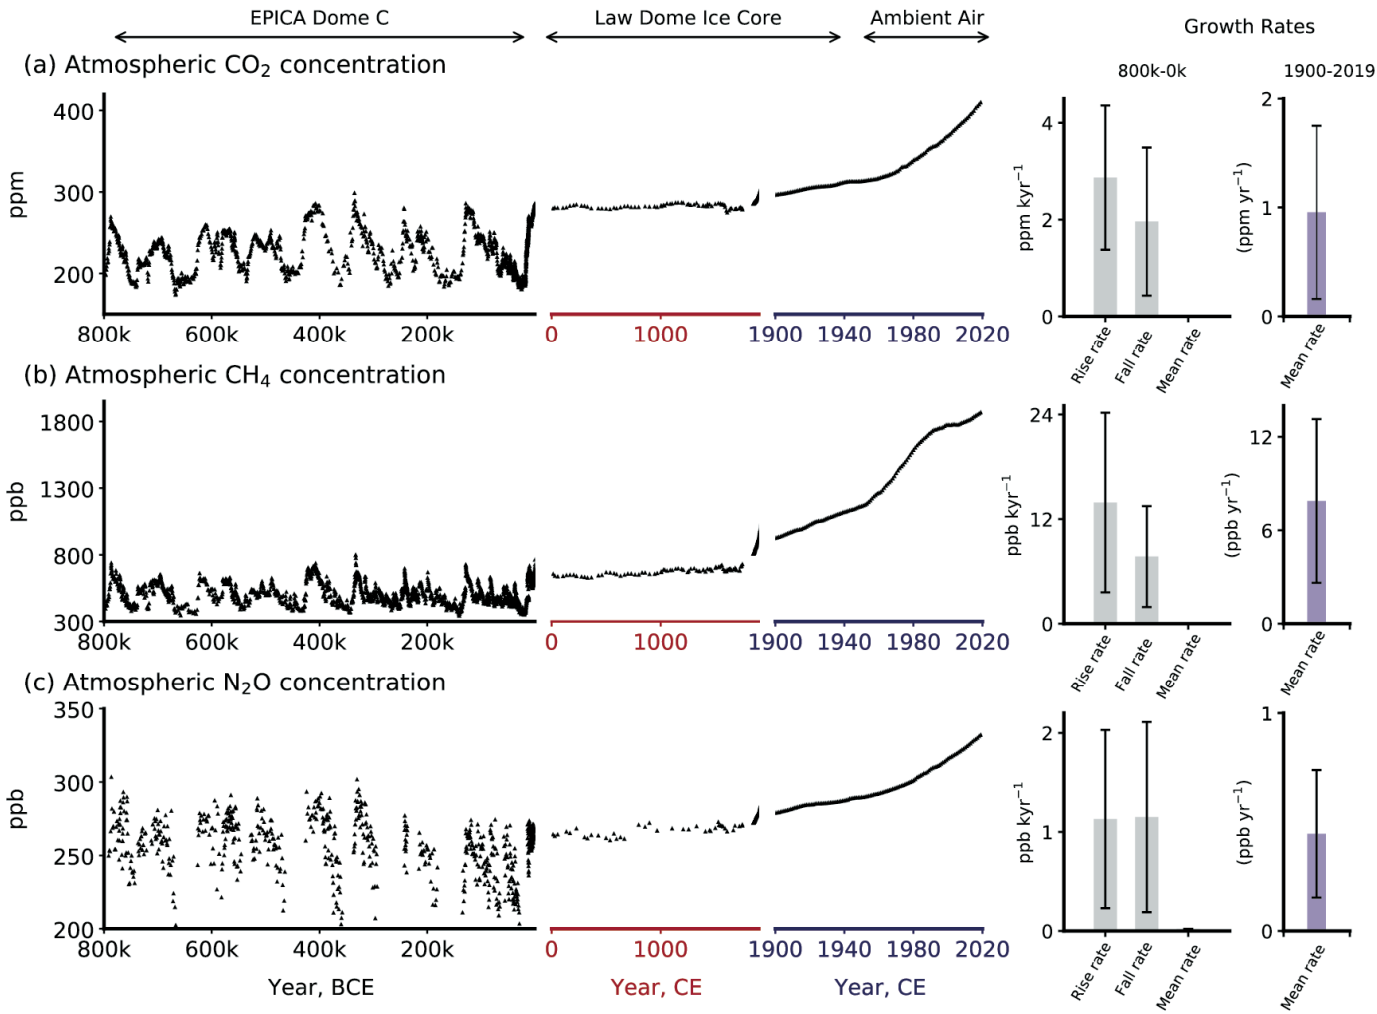 EPICA Dome C
Law Dome Ice Core
Ambient Air
Growth Rates
800k-0k
1900-2019
(a) Atmospheric CO₂ concentration
400
300
200
ppm
800k 600k 400k 200k
0 1000
1900 1940 1980 2020
4
2
0
ppm kyr⁻¹
Rise rate
Fall rate
Mean rate
2
1
0
(ppm yr⁻¹)
Mean rate
(b) Atmospheric CH₄ concentration
1800
1300
800
300
ppb
800k 600k 400k 200k
0 1000
1900 1940 1980 2020
24
12
0
ppb kyr⁻¹
Rise rate
Fall rate
Mean rate
12
6
0
(ppb yr⁻¹)
Mean rate
(c) Atmospheric N₂O concentration
350
300
250
200
ppb
800k 600k 400k 200k
0 1000
1900 1940 1980 2020
Year, BCE
Year, CE
Year, CE
2
1
0
ppb kyr⁻¹
Rise rate
Fall rate
Mean rate
1
0
(ppb yr⁻¹)
Mean rate